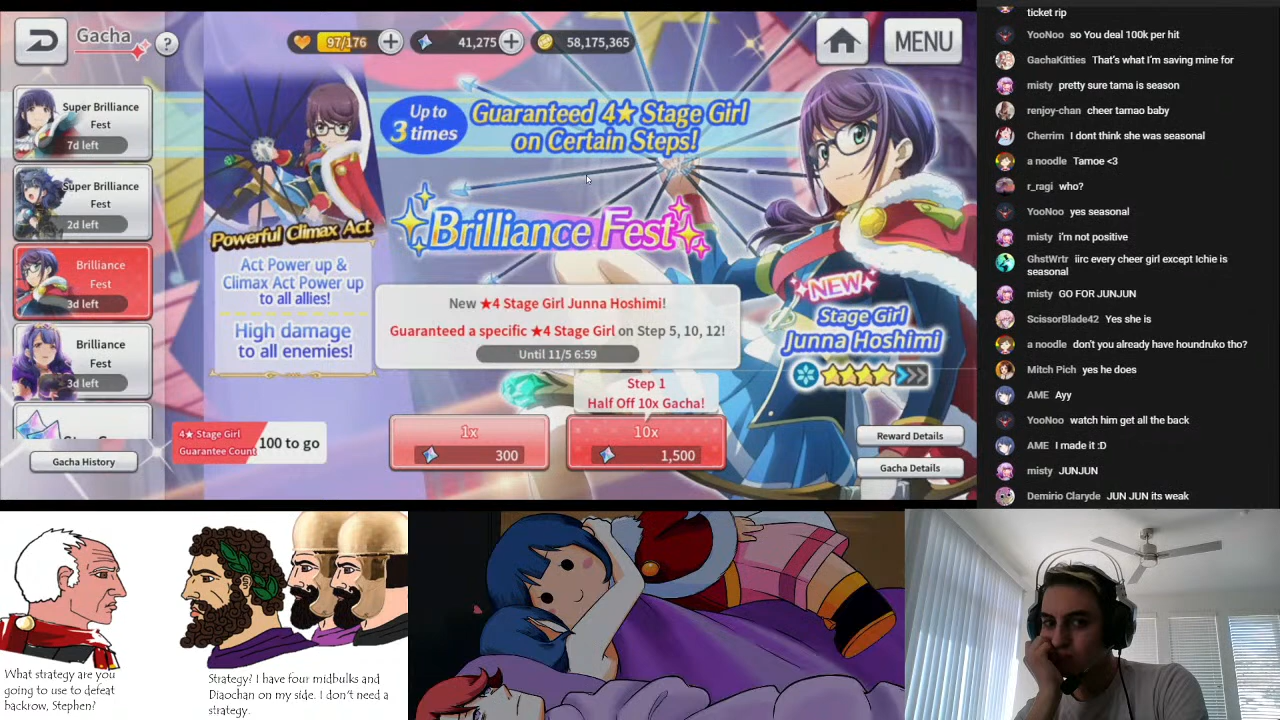 Gacha
?
97/176
41,275
58,175,365
MENU
Super Brilliance
Fest
7d left
Super Brilliance
Fest
2d left
Brilliance
Fest
3d left
Brilliance
Fest
3d left
Gacha History
Powerful Climax Act
Act Power up &
Climax Act Power up
to all allies!
High damage
to all enemies!
Up to
3 times
Guaranteed 4★ Stage Girl
on Certain Steps!
Brilliance Fest
New ★4 Stage Girl Junna Hoshimi!
Guaranteed a specific ★4 Stage Girl on Step 5, 10, 12!
Until 11/5 6:59
NEW
Stage Girl
Junna Hoshimi
Step 1
Half Off 10x Gacha!
4★ Stage Girl
Guarantee Count
100 to go
1x
300
10x
1,500
Reward Details
Gacha Details
ticket rip
YooNoo so You deal 100k per hit
GachaKitties That's what I'm saving mine for
misty pretty sure tama is season
renjoy-chan cheer tamao baby
Cherrim I dont think she was seasonal
a noodle Tamoe <3
r_ragi who?
YooNoo yes seasonal
misty i'm not positive
GhstWrtr iirc every cheer girl except Ichie is
seasonal
misty GO FOR JUNJUN
ScissorBlade42 Yes she is
a noodle don't you already have houndruko tho?
Mitch Pich yes he does
AME Ayy
YooNoo watch him get all the back
AME I made it :D
misty JUNJUN
Demirio Claryde JUN JUN its weak
What strategy are you
going to use to defeat
hackrow, Stephen?
Strategy? I have four midbulks and
Diaochan on my side. I don't need a
strategy.